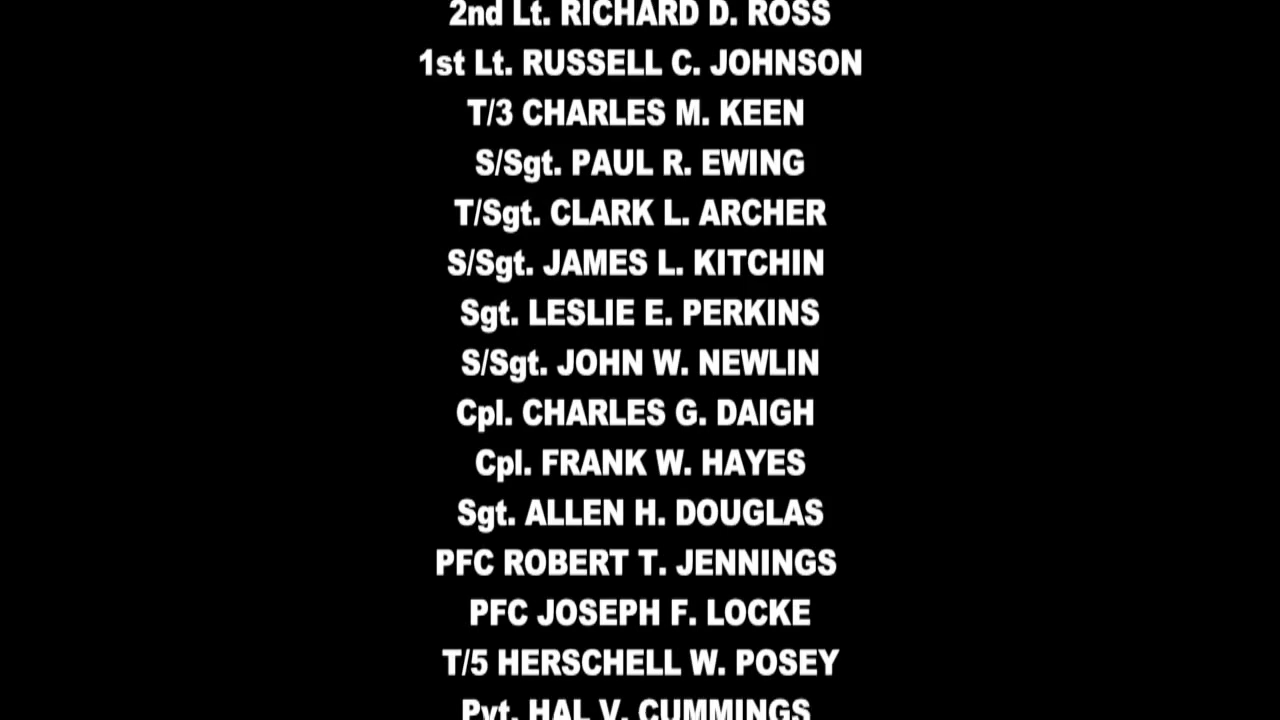 2nd Lt. RICHARD D. ROSS
1st Lt. RUSSELL C. JOHNSON
T/3 CHARLES M. KEEN
S/Sgt. PAUL R. EWING
T/Sgt. CLARK L. ARCHER
S/Sgt. JAMES L. KITCHIN
Sgt. LESLIE E. PERKINS
S/Sgt. JOHN W. NEWLIN
Cpl. CHARLES G. DAIGH
Cpl. FRANK W. HAYES
Sgt. ALLEN H. DOUGLAS
PFC ROBERT T. JENNINGS
PFC JOSEPH F. LOCKE
T/5 HERSCHELL W. POSEY
Pvt. HAL V. CUMMINGS